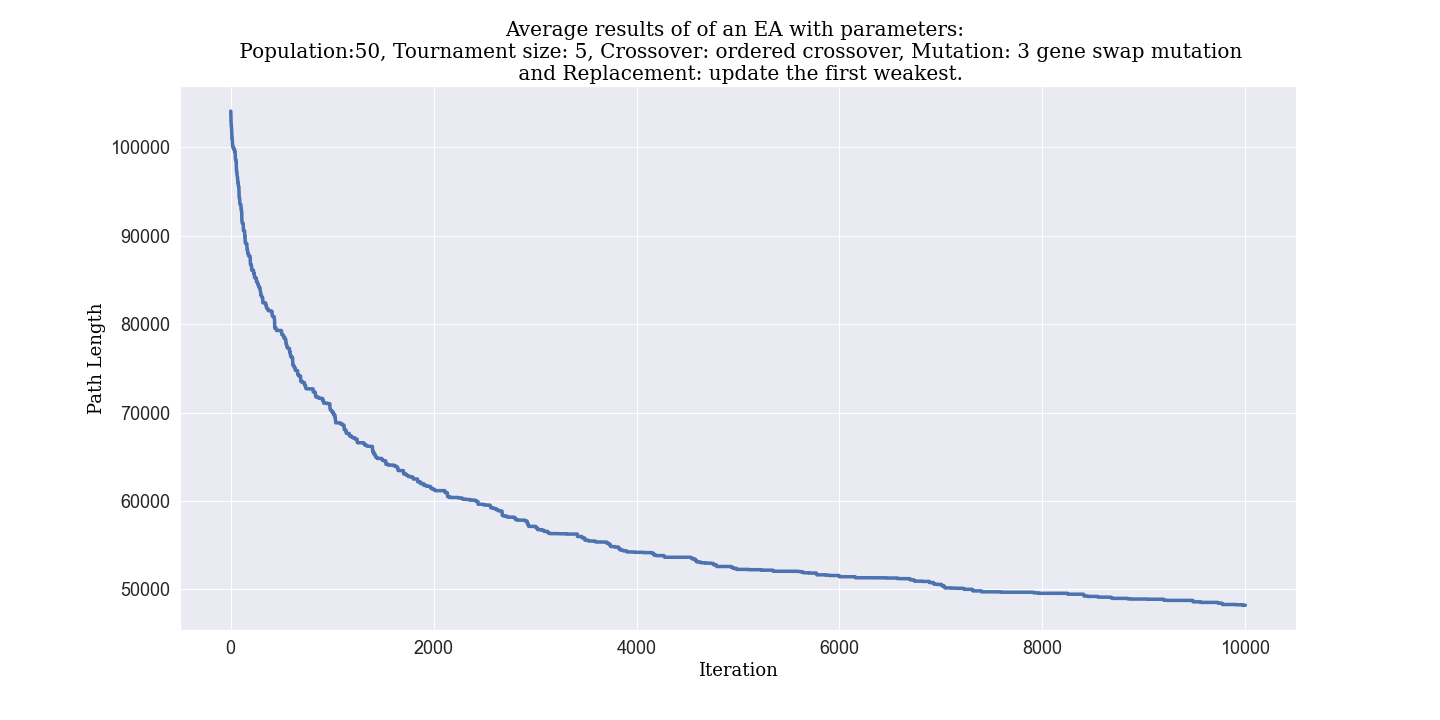 Average results of of an EA with parameters:
Population:50, Tournament size: 5, Crossover: ordered crossover, Mutation: 3 gene swap mutation
and Replacement: update the first weakest.
100000
90000
80000
70000
60000
50000
Path Length
0 2000 4000 6000 8000 10000
Iteration